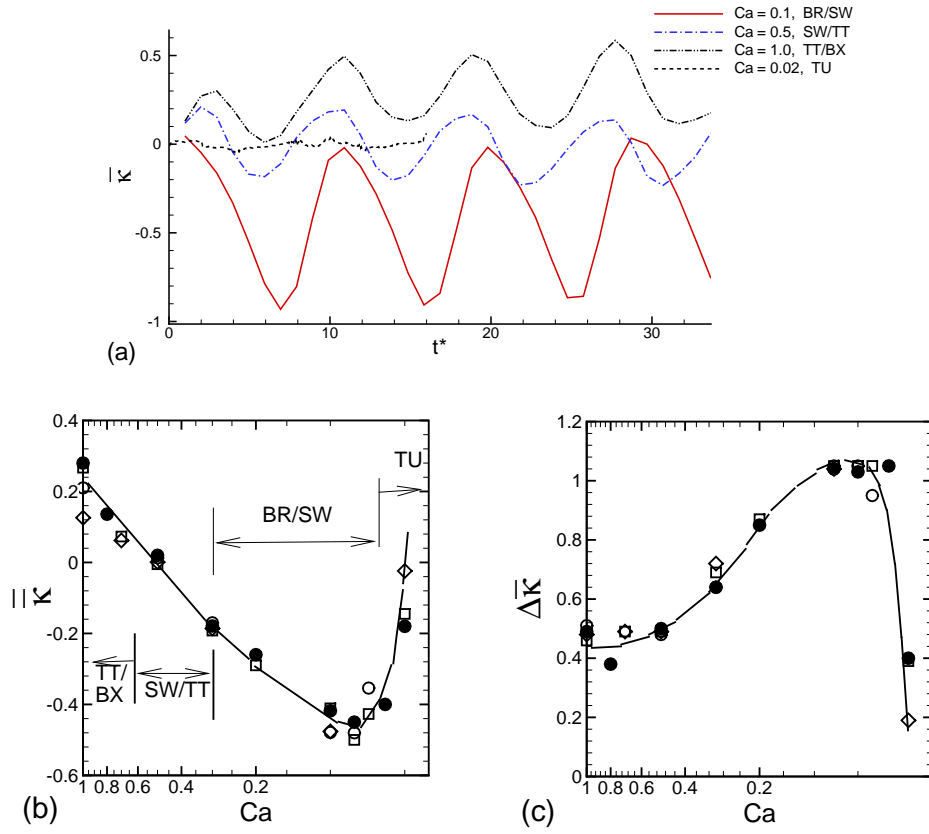 Ca = 0.1, BR/SW
Ca = 0.5, SW/TT
Ca = 1.0, TT/BX
Ca = 0.02, TU
0.5
0
-0.5
-1
κ̅
0 10 20 30
t*
(a)
0.4
0.2
0
-0.2
-0.4
-0.6
κ̿
TU
BR/SW
TT/
BX
SW/TT
1 0.8 0.6 0.4 0.2
Ca
(b)
1.2
1
0.8
0.6
0.4
0.2
0
Δκ̅
1 0.8 0.6 0.4 0.2
Ca
(c)